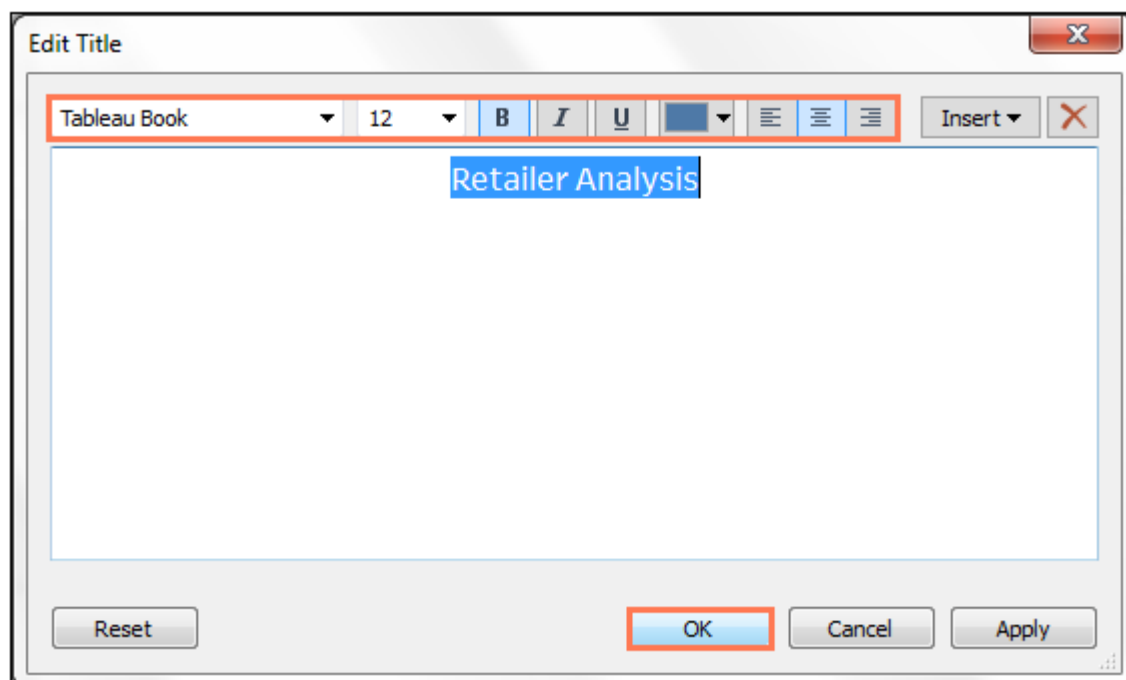 Edit Title
Tableau Book 12 B I U Insert
Retailer Analysis
Reset OK Cancel Apply